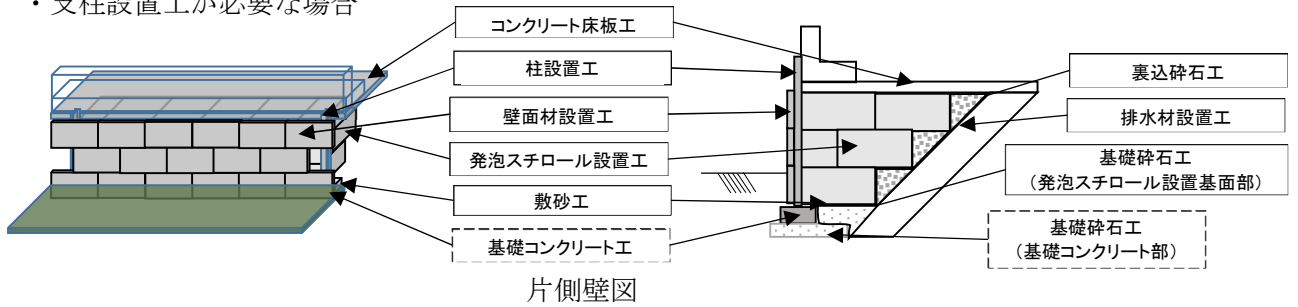 ・支柱設置工が必要な場合
コンクリート床板工
柱設置工
壁面材設置工
発泡スチロール設置工
敷砂工
基礎コンクリート工
裏込砕石工
排水材設置工
基礎砕石工
（発泡スチロール設置基面部）
基礎砕石工
（基礎コンクリート部）
片側壁図